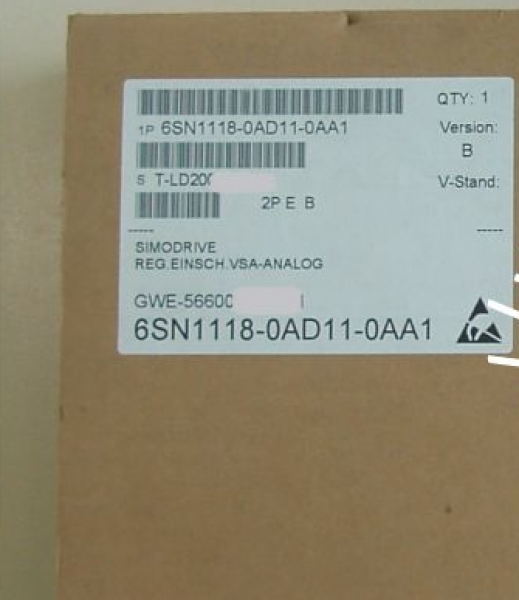 QTY: 1
1P 6SN1118-0AD11-0AA1
Version:
B
S T-LD20
V-Stand:
2P E B
-----
-----
SIMODRIVE
REG.EINSCH.VSA-ANALOG
GWE-56600
6SN1118-0AD11-0AA1